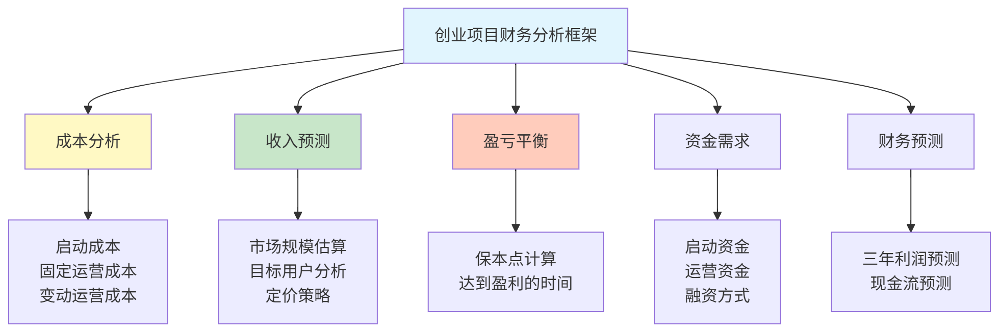 创业项目财务分析框架
成本分析
收入预测
盈亏平衡
资金需求
财务预测
启动成本
固定运营成本
变动运营成本
市场规模估算
目标用户分析
定价策略
保本点计算
达到盈利的时间
启动资金
运营资金
融资方式
三年利润预测
现金流预测